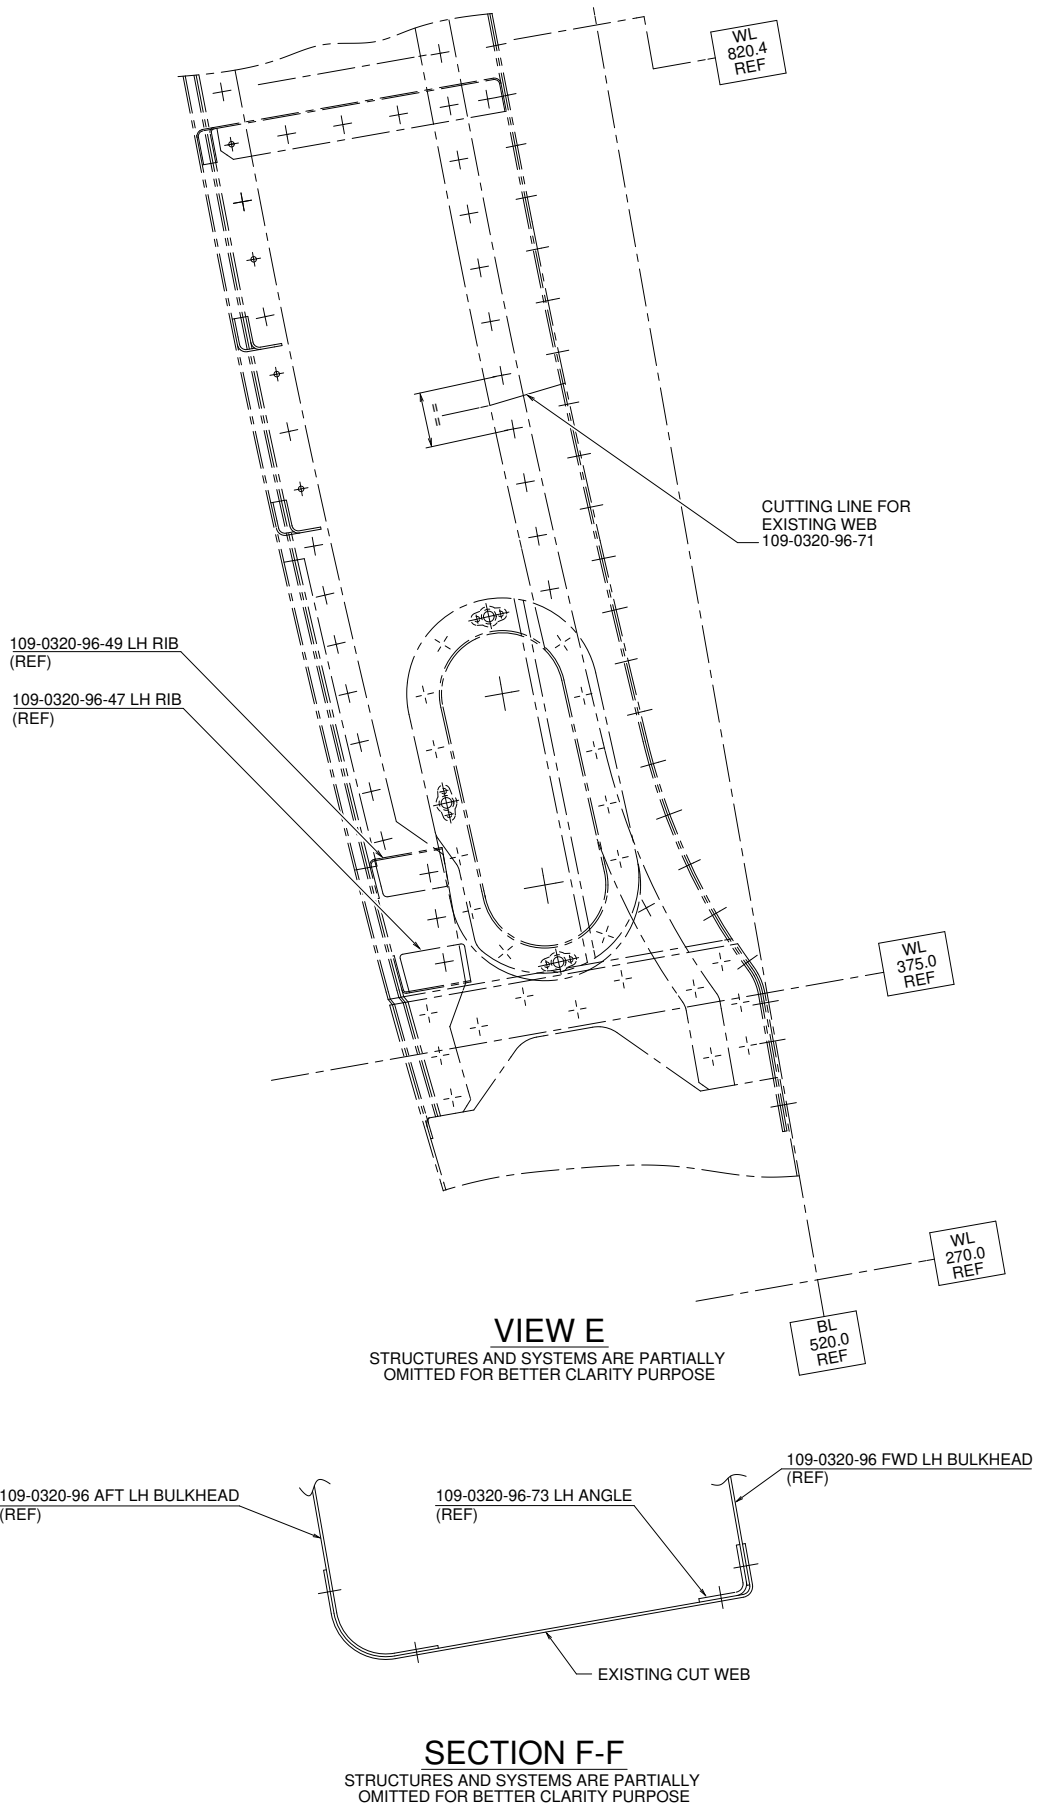 WL
820.4
REF
CUTTING LINE FOR
EXISTING WEB
109-0320-96-71
109-0320-96-49 LH RIB
(REF)
109-0320-96-47 LH RIB
(REF)
WL
375.0
REF
WL
270.0
REF
BL
520.0
REF
VIEW E
STRUCTURES AND SYSTEMS ARE PARTIALLY
OMITTED FOR BETTER CLARITY PURPOSE
109-0320-96 FWD LH BULKHEAD
(REF)
109-0320-96 AFT LH BULKHEAD
(REF)
109-0320-96-73 LH ANGLE
(REF)
EXISTING CUT WEB
SECTION F-F
STRUCTURES AND SYSTEMS ARE PARTIALLY
OMITTED FOR BETTER CLARITY PURPOSE